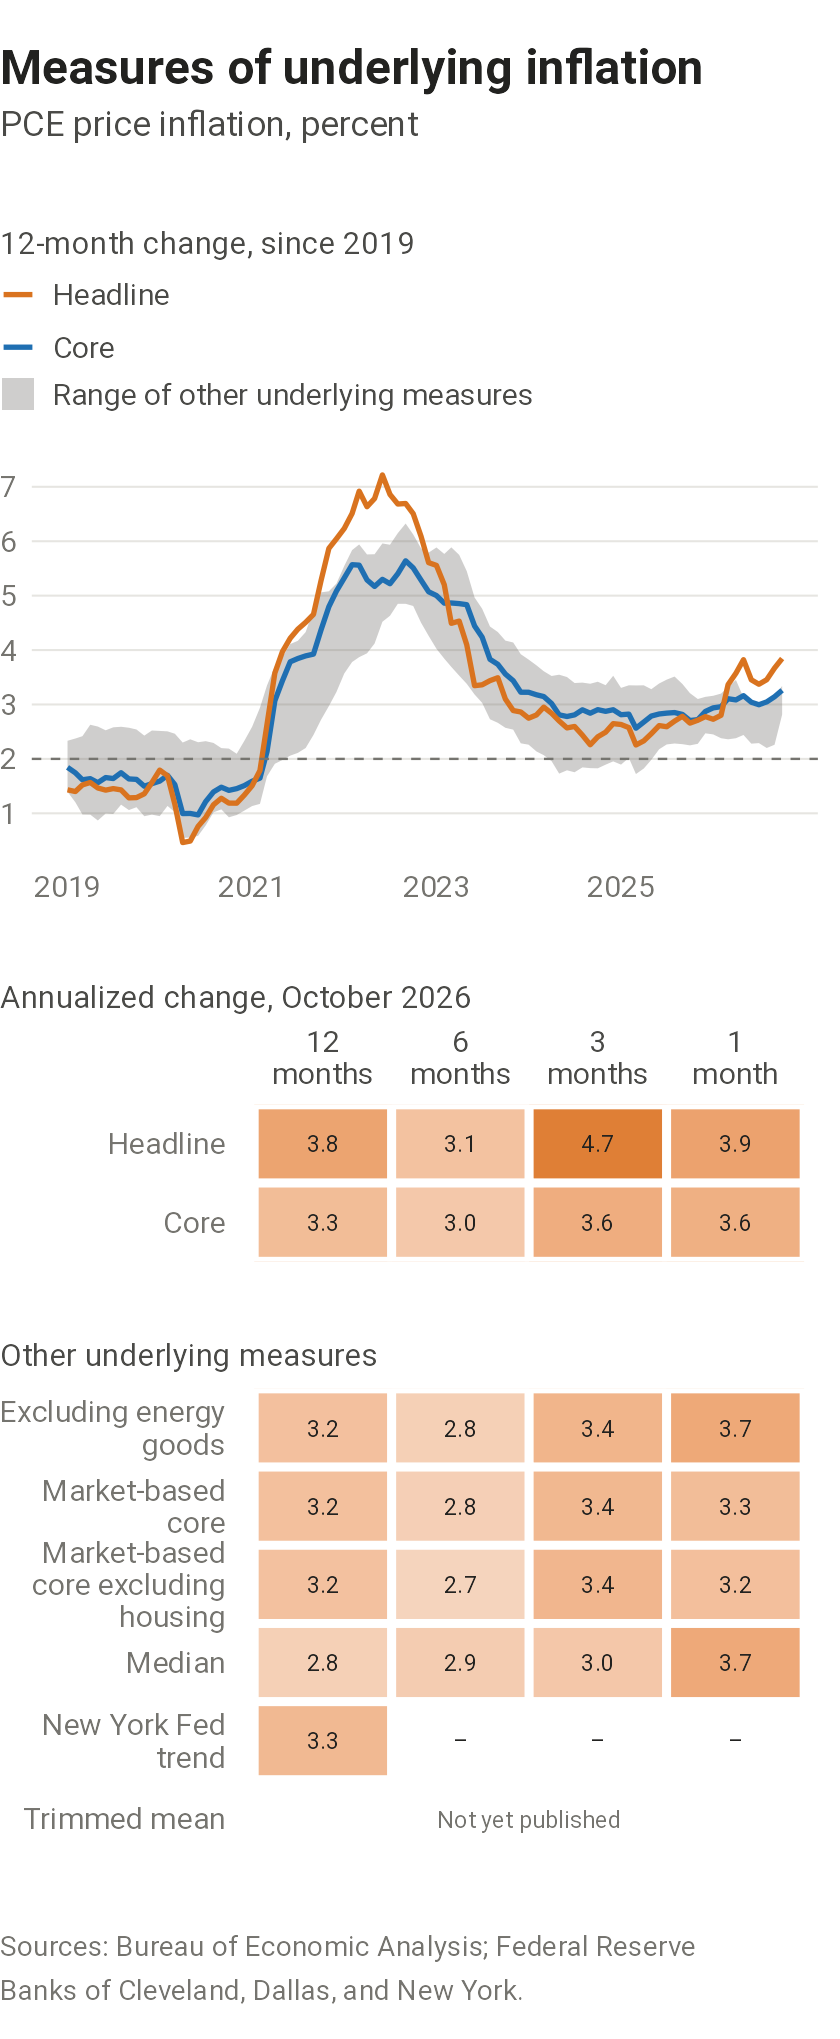 Measures of underlying inflation
PCE price inflation, percent
12-month change, since 2019
Headline
Core
Range of other underlying measures
7
6
5
4
3
2
1
2019 2021 2023 2025
Annualized change, October 2026
12 months 6 months 3 months 1 month
Headline 3.8 3.1 4.7 3.9
Core 3.3 3.0 3.6 3.6
Other underlying measures
Excluding energy goods 3.2 2.8 3.4 3.7
Market-based core 3.2 2.8 3.4 3.3
Market-based core excluding housing 3.2 2.7 3.4 3.2
Median 2.8 2.9 3.0 3.7
New York Fed trend 3.3 – – –
Trimmed mean Not yet published
Sources: Bureau of Economic Analysis; Federal Reserve
Banks of Cleveland, Dallas, and New York.